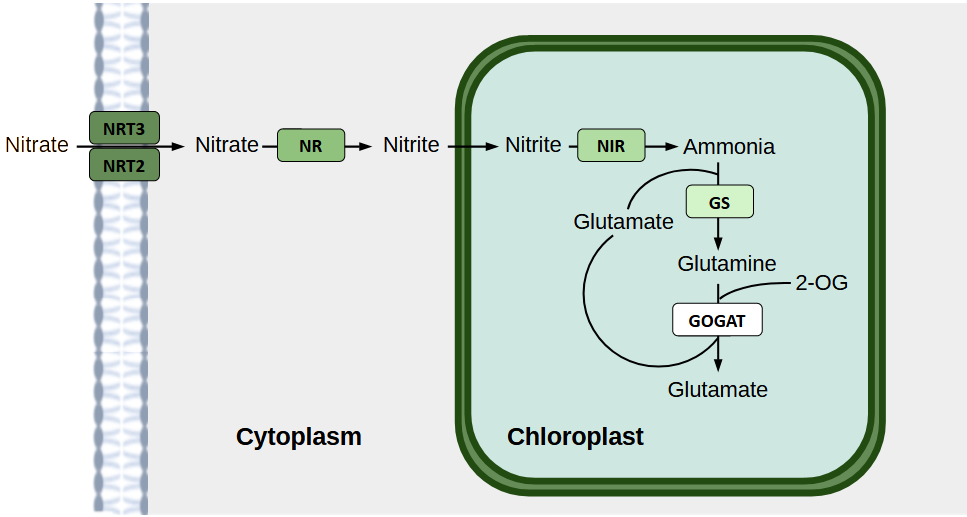 NRT3
Nitrate
Nitrate
NR
Nitrite
Nitrite
NIR
Ammonia
NRT2
GS
Glutamate
Glutamine
2-OG
GOGAT
Glutamate
Cytoplasm
Chloroplast